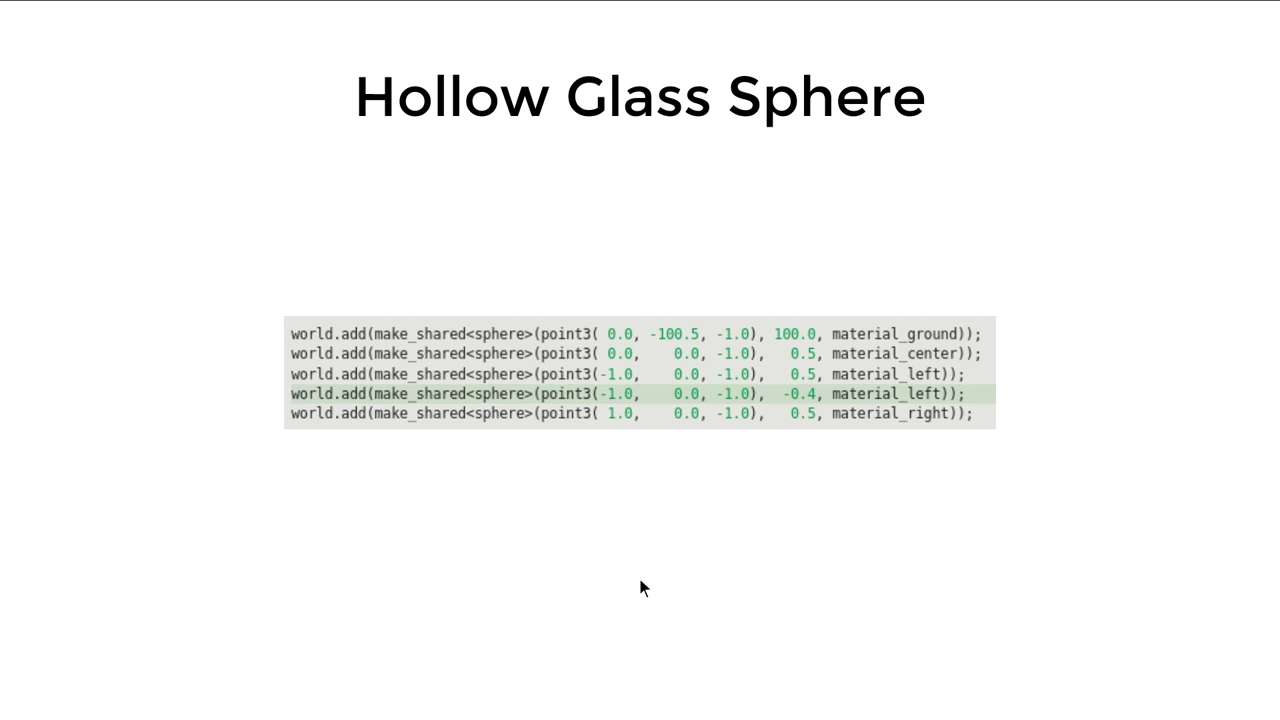 Hollow Glass Sphere
world.add(make_shared<sphere>(point3( 0.0, -100.5, -1.0), 100.0, material_ground));
world.add(make_shared<sphere>(point3( 0.0,    0.0, -1.0),   0.5, material_center));
world.add(make_shared<sphere>(point3(-1.0,    0.0, -1.0),   0.5, material_left));
world.add(make_shared<sphere>(point3(-1.0,    0.0, -1.0),  -0.4, material_left));
world.add(make_shared<sphere>(point3( 1.0,    0.0, -1.0),   0.5, material_right));